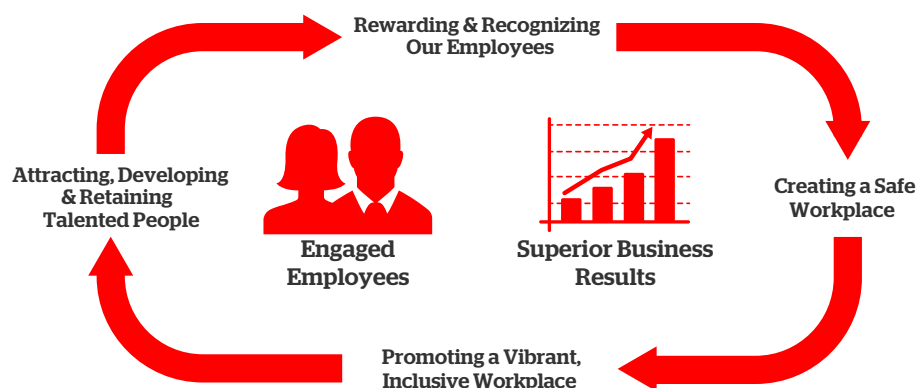 Rewarding & Recognizing
Our Employees
Attracting, Developing
& Retaining
Talented People
Creating a Safe
Workplace
Engaged
Employees
Superior Business
Results
Promoting a Vibrant,
Inclusive Workplace